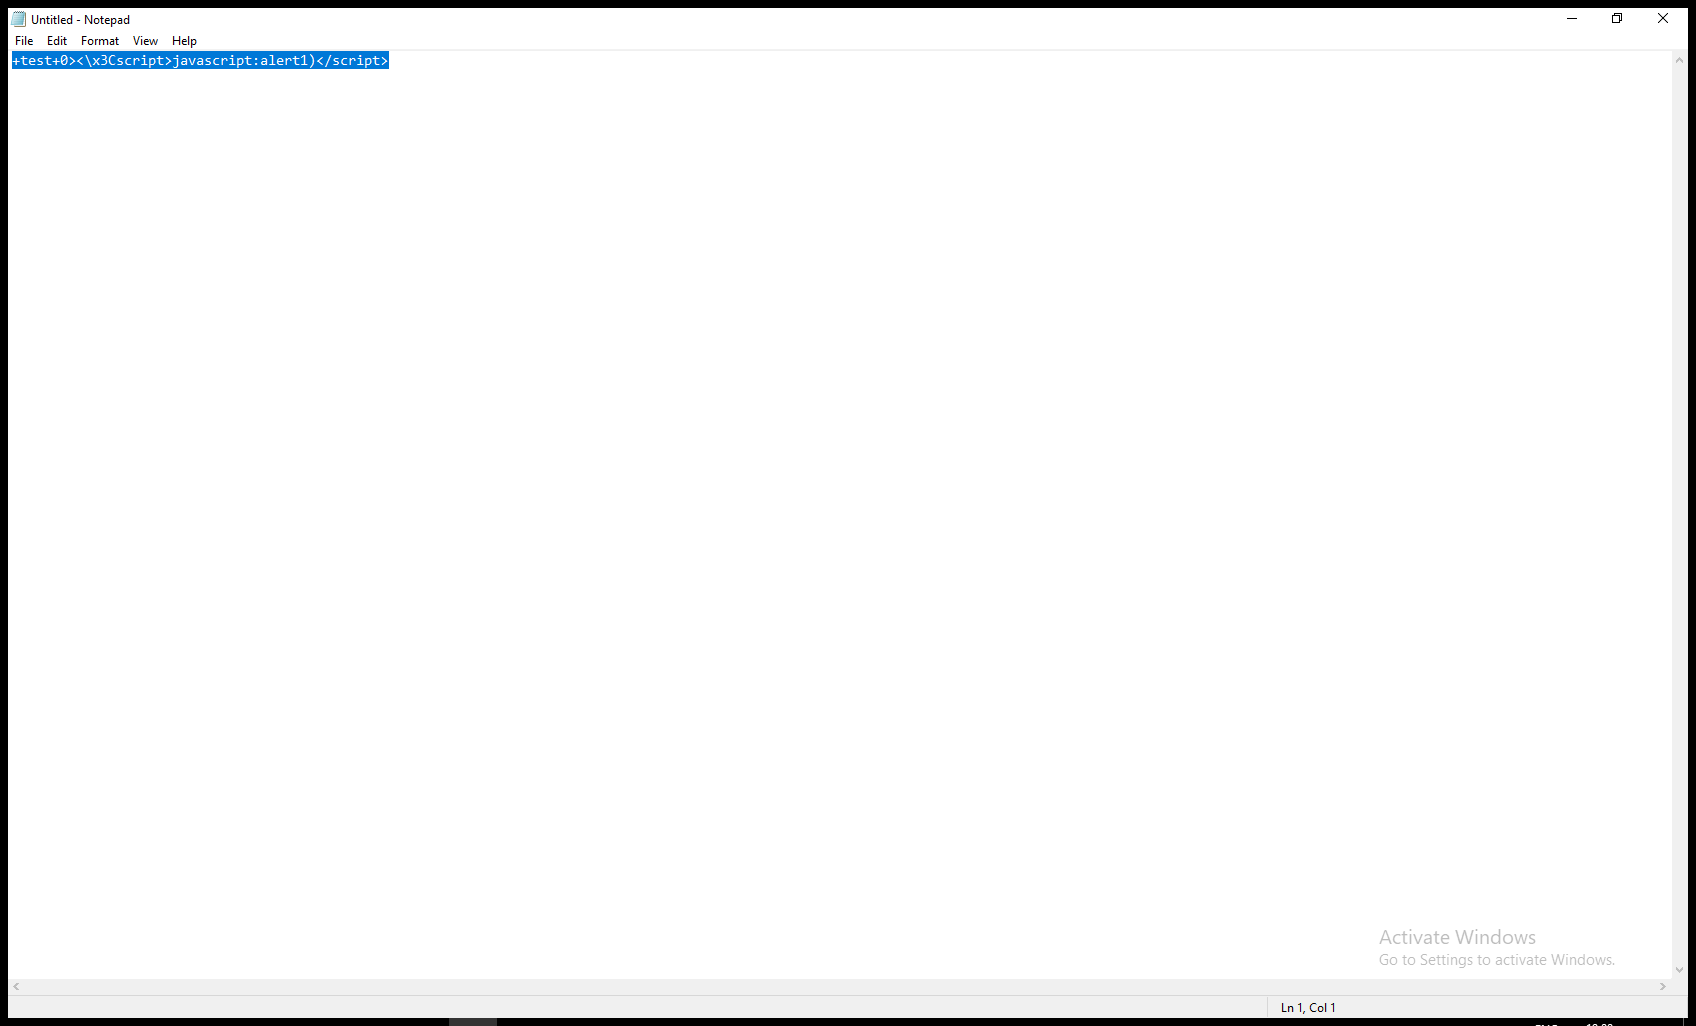 Untitled - Notepad
File Edit Format View Help
+test+0><\x3Cscript>javascript:alert1)</script>
Activate Windows
Go to Settings to activate Windows.
Ln 1, Col 1